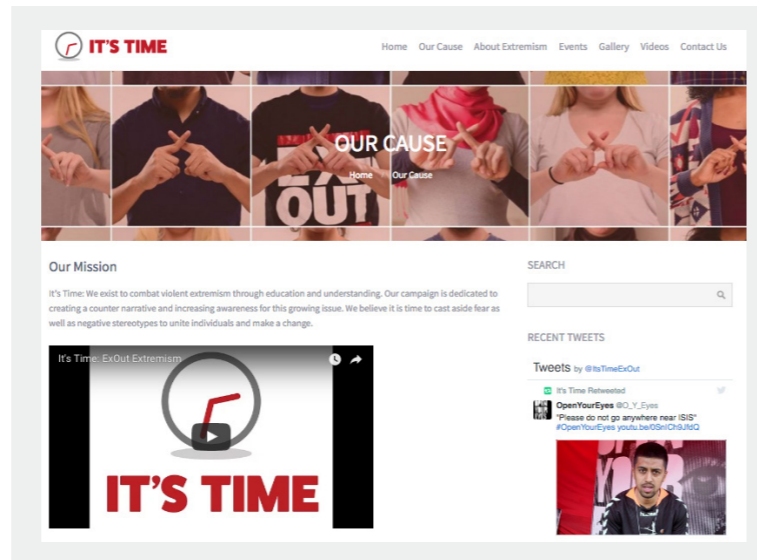 IT'S TIME
Home Our Cause About Extremism Events Gallery Videos Contact Us
OUR CAUSE
Home Our Cause
EX
OUT
Our Mission
It's Time: We exist to combat violent extremism through education and understanding. Our campaign is dedicated to
creating a counter narrative and increasing awareness for this growing issue. We believe it is time to cast aside fear as
well as negative stereotypes to unite individuals and make a change.
It's Time: ExOut Extremism
IT'S TIME
SEARCH
RECENT TWEETS
Tweets by @ItsTimeExOut
It's Time Retweeted
OpenYourEyes @O_Y_Eyes
"Please do not go anywhere near ISIS"
#OpenYourEyes youtu.be/0SnICh9JfdQ
YOUR